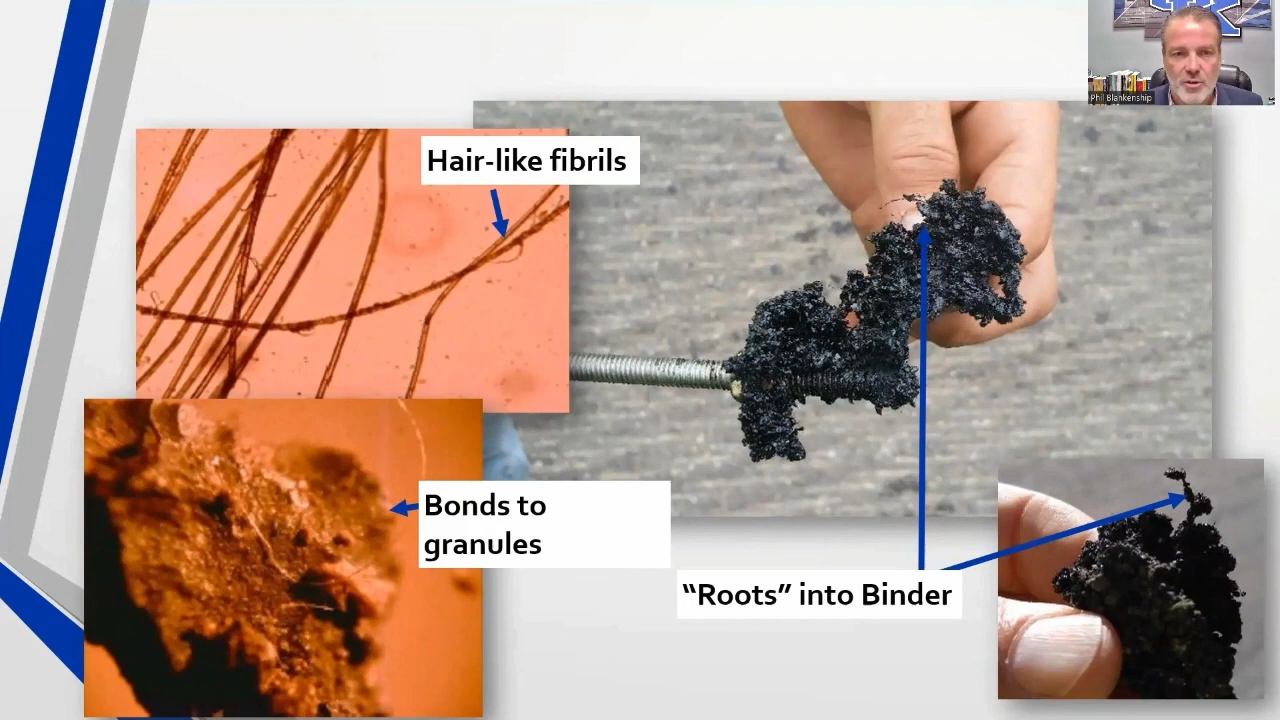 Phil Blankenship
Hair-like fibrils
Bonds to
granules
“Roots” into Binder